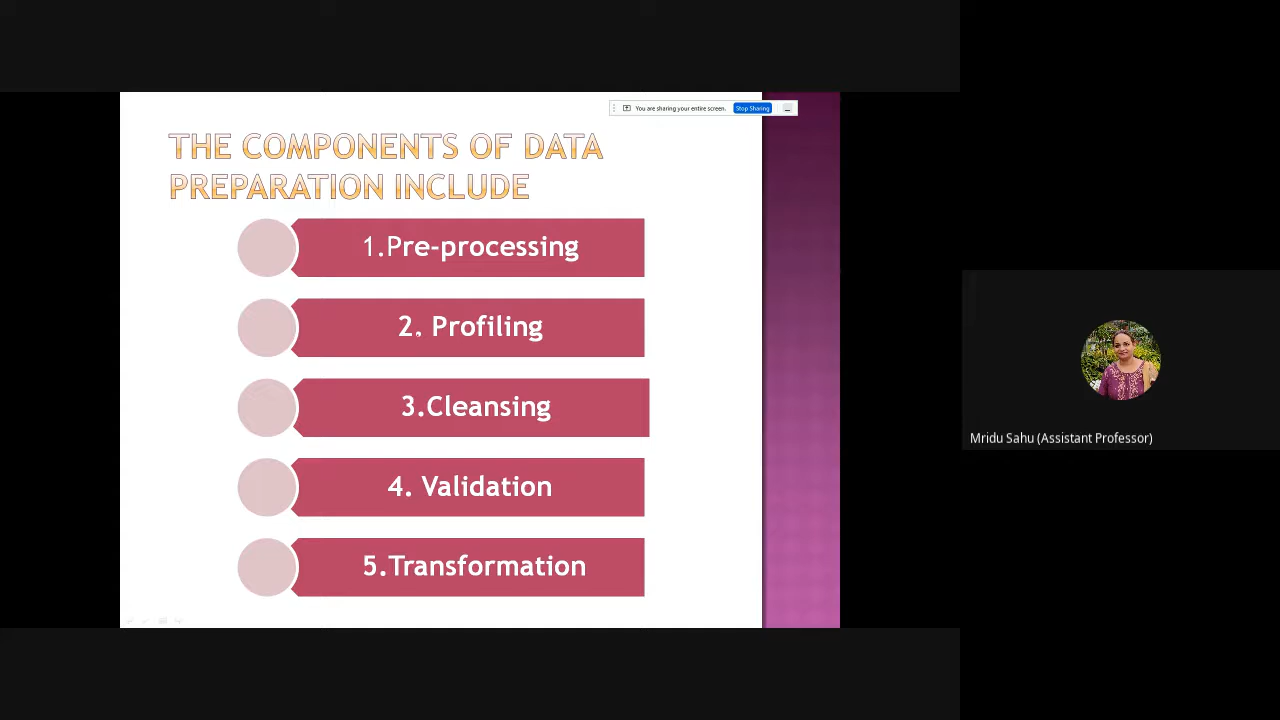 You are sharing your entire screen. Stop Sharing
THE COMPONENTS OF DATA
PREPARATION INCLUDE
1.Pre-processing
2. Profiling
3.Cleansing
4. Validation
5.Transformation
Mridu Sahu (Assistant Professor)